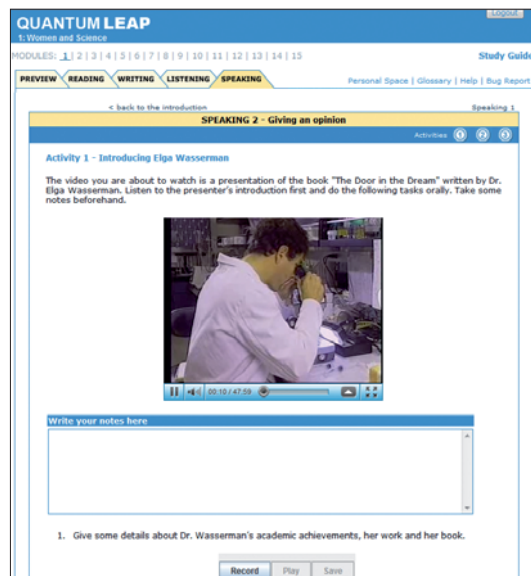 Logout
QUANTUM LEAP
1: Women and Science
MODULES: 1 | 2 | 3 | 4 | 5 | 6 | 7 | 8 | 9 | 10 | 11 | 12 | 13 | 14 | 15
Study Guide
PREVIEW READING WRITING LISTENING SPEAKING
Personal Space | Glossary | Help | Bug Report
< back to the introduction
Speaking 1
SPEAKING 2 - Giving an opinion
Activities 1 2 3
Activity 1 - Introducing Elga Wasserman
The video you are about to watch is a presentation of the book "The Door in the Dream" written by Dr.
Elga Wasserman. Listen to the presenter's introduction first and do the following tasks orally. Take some
notes beforehand.
00:10 / 47:59
Write your notes here
1. Give some details about Dr. Wasserman's academic achievements, her work and her book.
Record Play Save